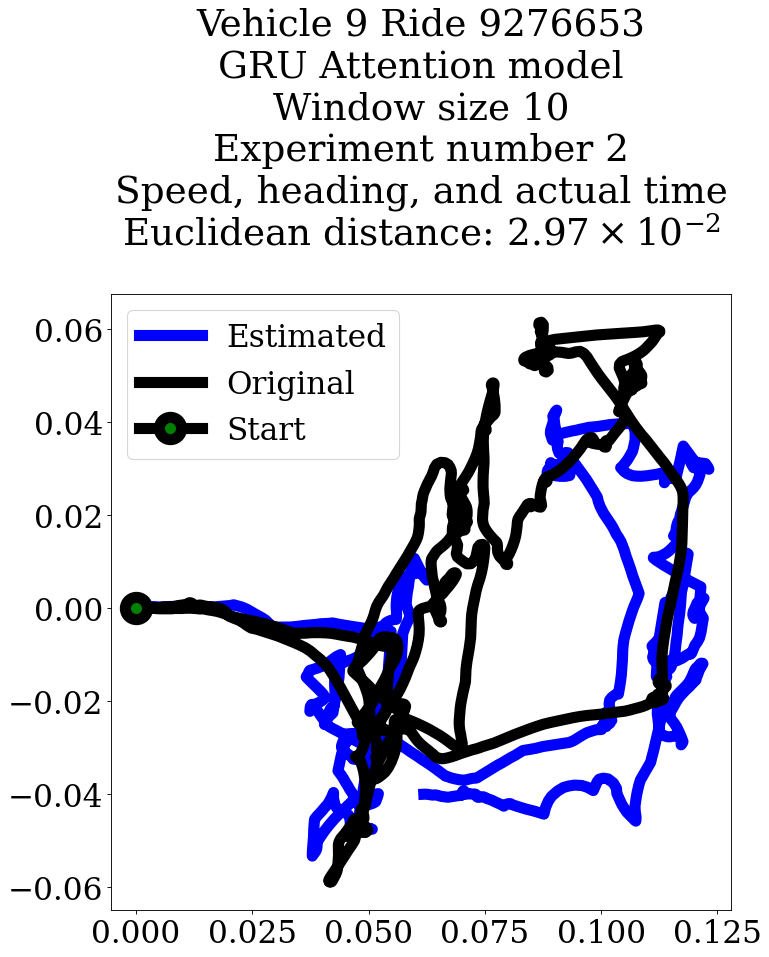 Vehicle 9 Ride 9276653
GRU Attention model
Window size 10
Experiment number 2
Speed, heading, and actual time
Euclidean distance: 2.97 × 10⁻²
Estimated
Original
Start
0.06
0.04
0.02
0.00
−0.02
−0.04
−0.06
0.000 0.025 0.050 0.075 0.100 0.125